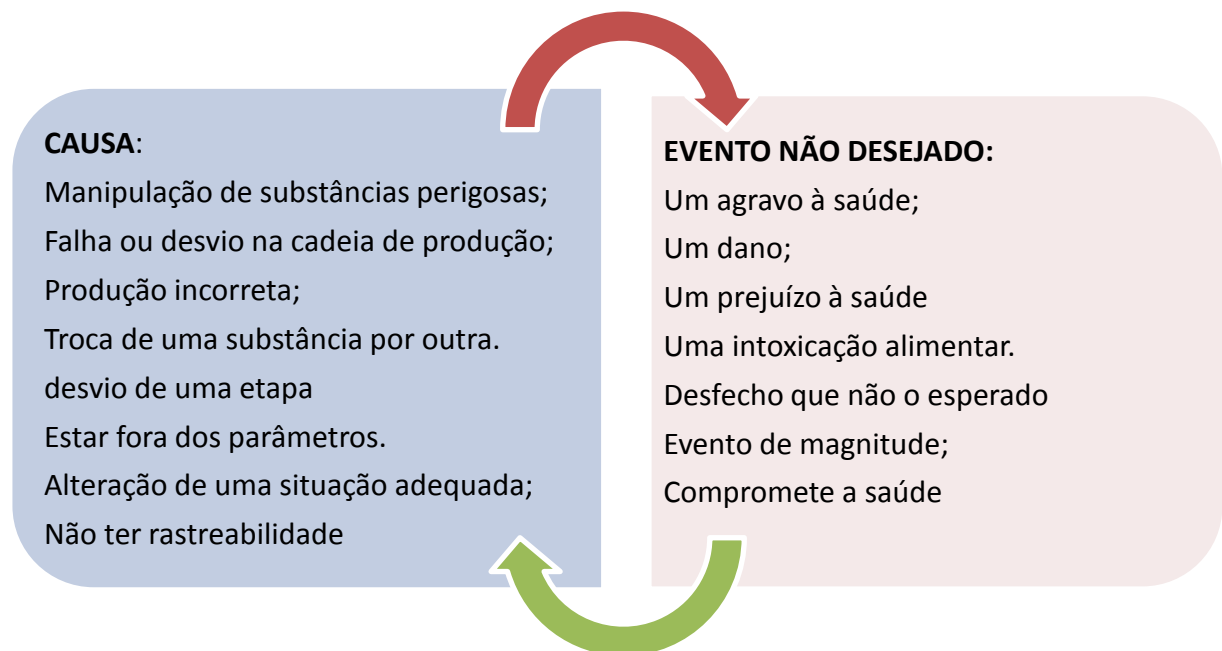 CAUSA:
Manipulação de substâncias perigosas;
Falha ou desvio na cadeia de produção;
Produção incorreta;
Troca de uma substância por outra.
desvio de uma etapa
Estar fora dos parâmetros.
Alteração de uma situação adequada;
Não ter rastreabilidade
EVENTO NÃO DESEJADO:
Um agravo à saúde;
Um dano;
Um prejuízo à saúde
Uma intoxicação alimentar.
Desfecho que não o esperado
Evento de magnitude;
Compromete a saúde